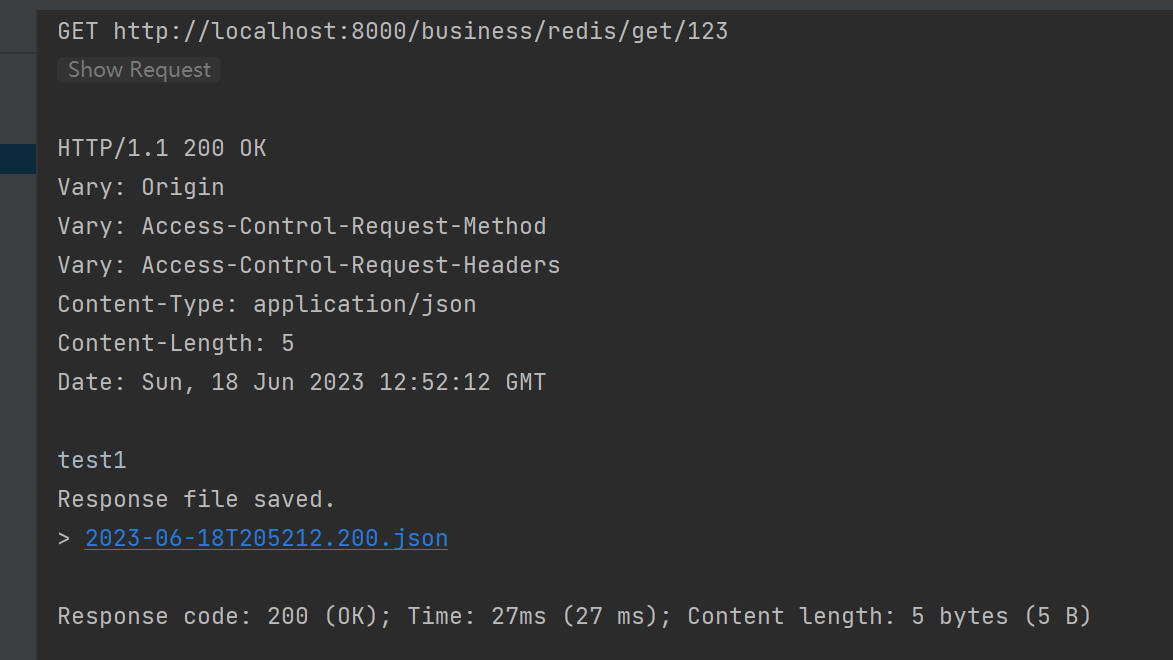 GET http://localhost:8000/business/redis/get/123
Show Request
HTTP/1.1 200 OK
Vary: Origin
Vary: Access-Control-Request-Method
Vary: Access-Control-Request-Headers
Content-Type: application/json
Content-Length: 5
Date: Sun, 18 Jun 2023 12:52:12 GMT
test1
Response file saved.
> 2023-06-18T205212.200.json
Response code: 200 (OK); Time: 27ms (27 ms); Content length: 5 bytes (5 B)